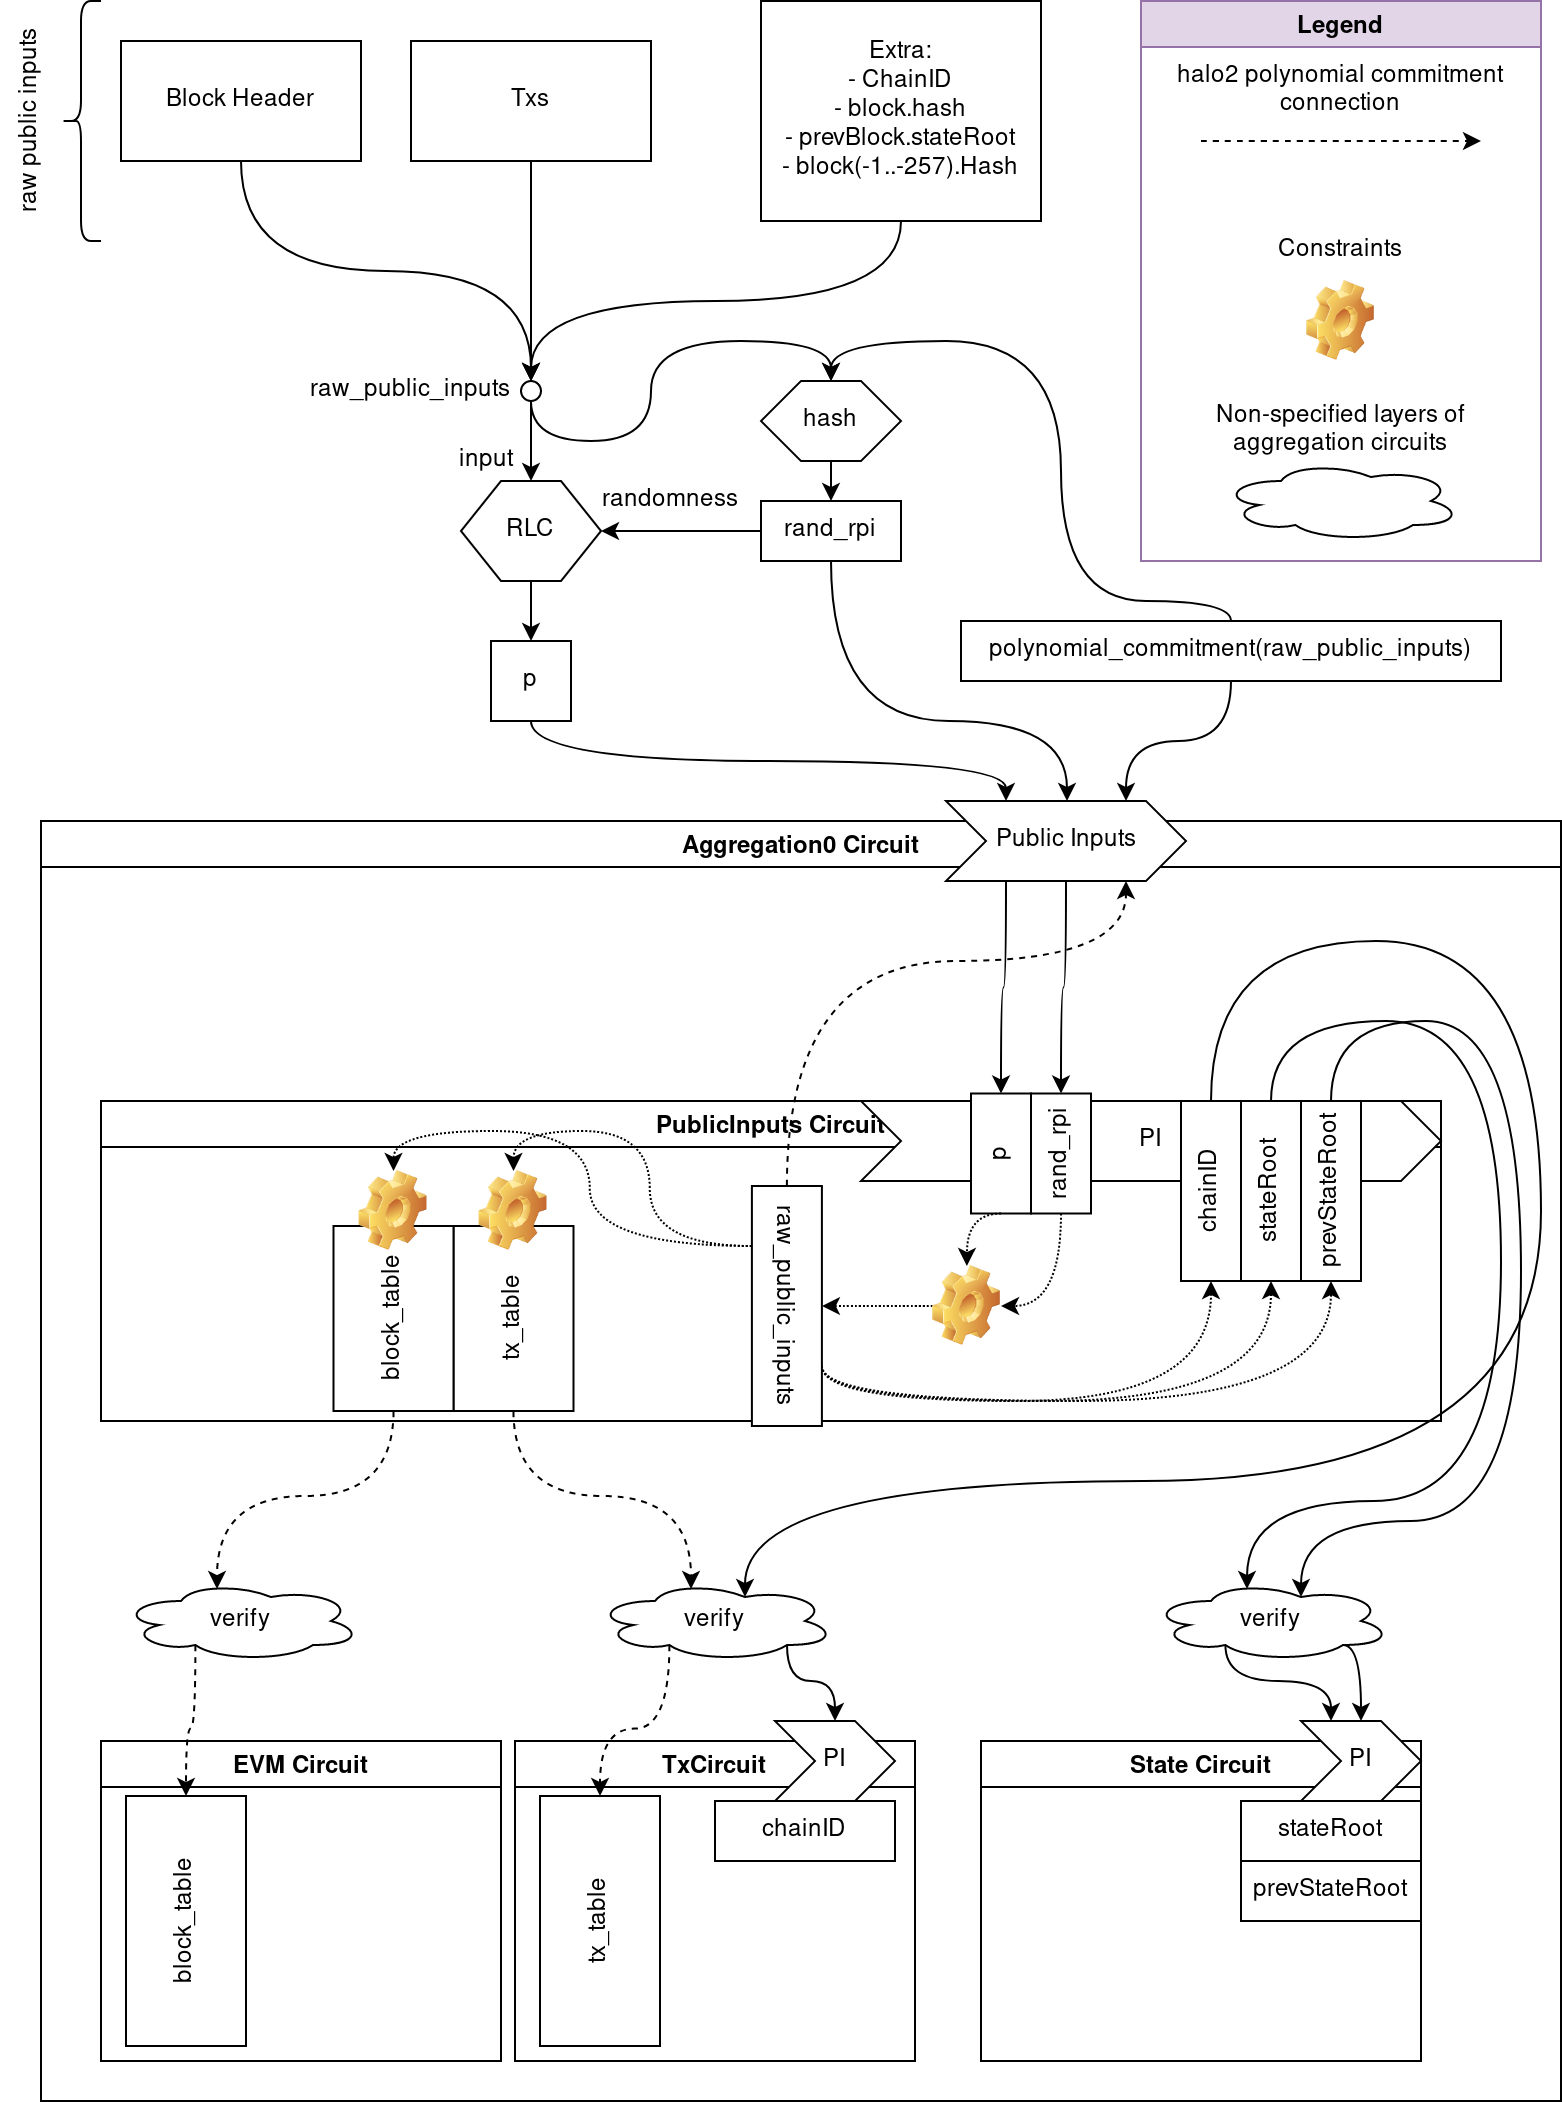 raw public inputs
Block Header
Txs
Extra:
- ChainID
- block.hash
- prevBlock.stateRoot
- block(-1..-257).Hash
Legend
halo2 polynomial commitment
connection
Constraints
Non-specified layers of
aggregation circuits
raw_public_inputs
hash
input
randomness
RLC
rand_rpi
polynomial_commitment(raw_public_inputs)
p
Public Inputs
Aggregation0 Circuit
PublicInputs Circuit
p
rand_rpi
PI
chainID
stateRoot
prevStateRoot
block_table
tx_table
raw_public_inputs
verify
verify
verify
EVM Circuit
TxCircuit
PI
State Circuit
PI
block_table
tx_table
chainID
stateRoot
prevStateRoot